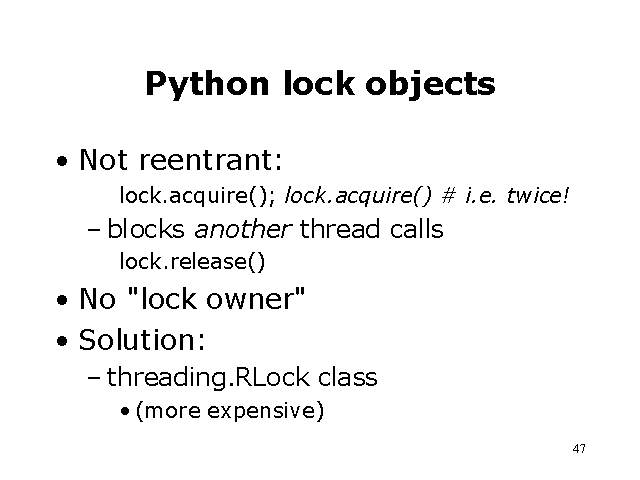 Python lock objects
• Not reentrant:
lock.acquire(); lock.acquire() # i.e. twice!
– blocks another thread calls
lock.release()
• No "lock owner"
• Solution:
– threading.RLock class
• (more expensive)
47